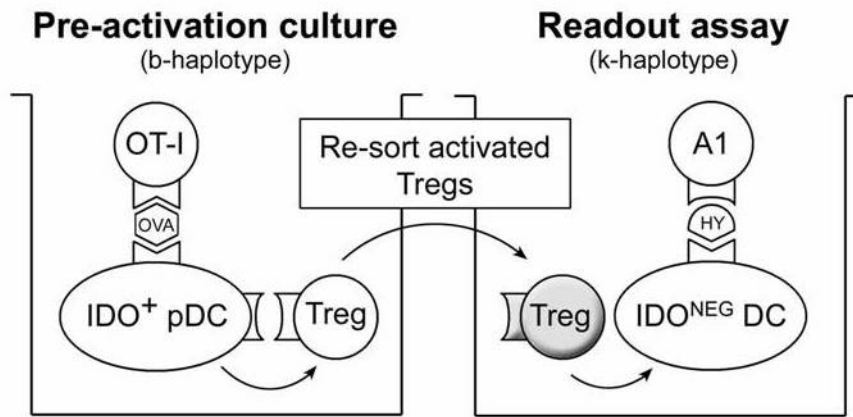 Pre-activation culture
(b-haplotype)
Readout assay
(k-haplotype)
OT-I
Re-sort activated
Tregs
A1
OVA
HY
IDO+ pDC
Treg
Treg
IDONEG DC